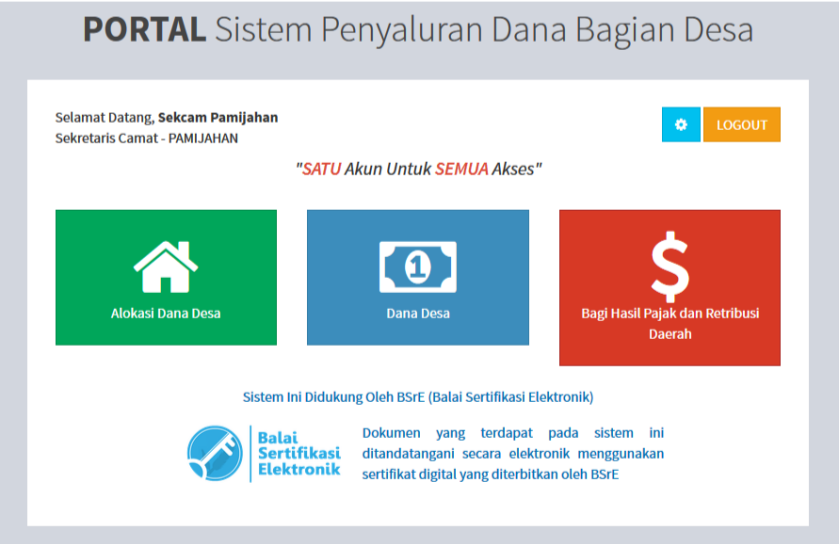 PORTAL Sistem Penyaluran Dana Bagian Desa
Selamat Datang, Sekcam Pamijahan
Sekretaris Camat - PAMIJAHAN
LOGOUT
"SATU Akun Untuk SEMUA Akses"
1
Alokasi Dana Desa
Dana Desa
$
Bagi Hasil Pajak dan Retribusi
Daerah
Sistem Ini Didukung Oleh BSrE (Balai Sertifikasi Elektronik)
Balai
Sertifikasi
Elektronik
Dokumen yang terdapat pada sistem ini
ditandatangani secara elektronik menggunakan
sertifikat digital yang diterbitkan oleh BSrE